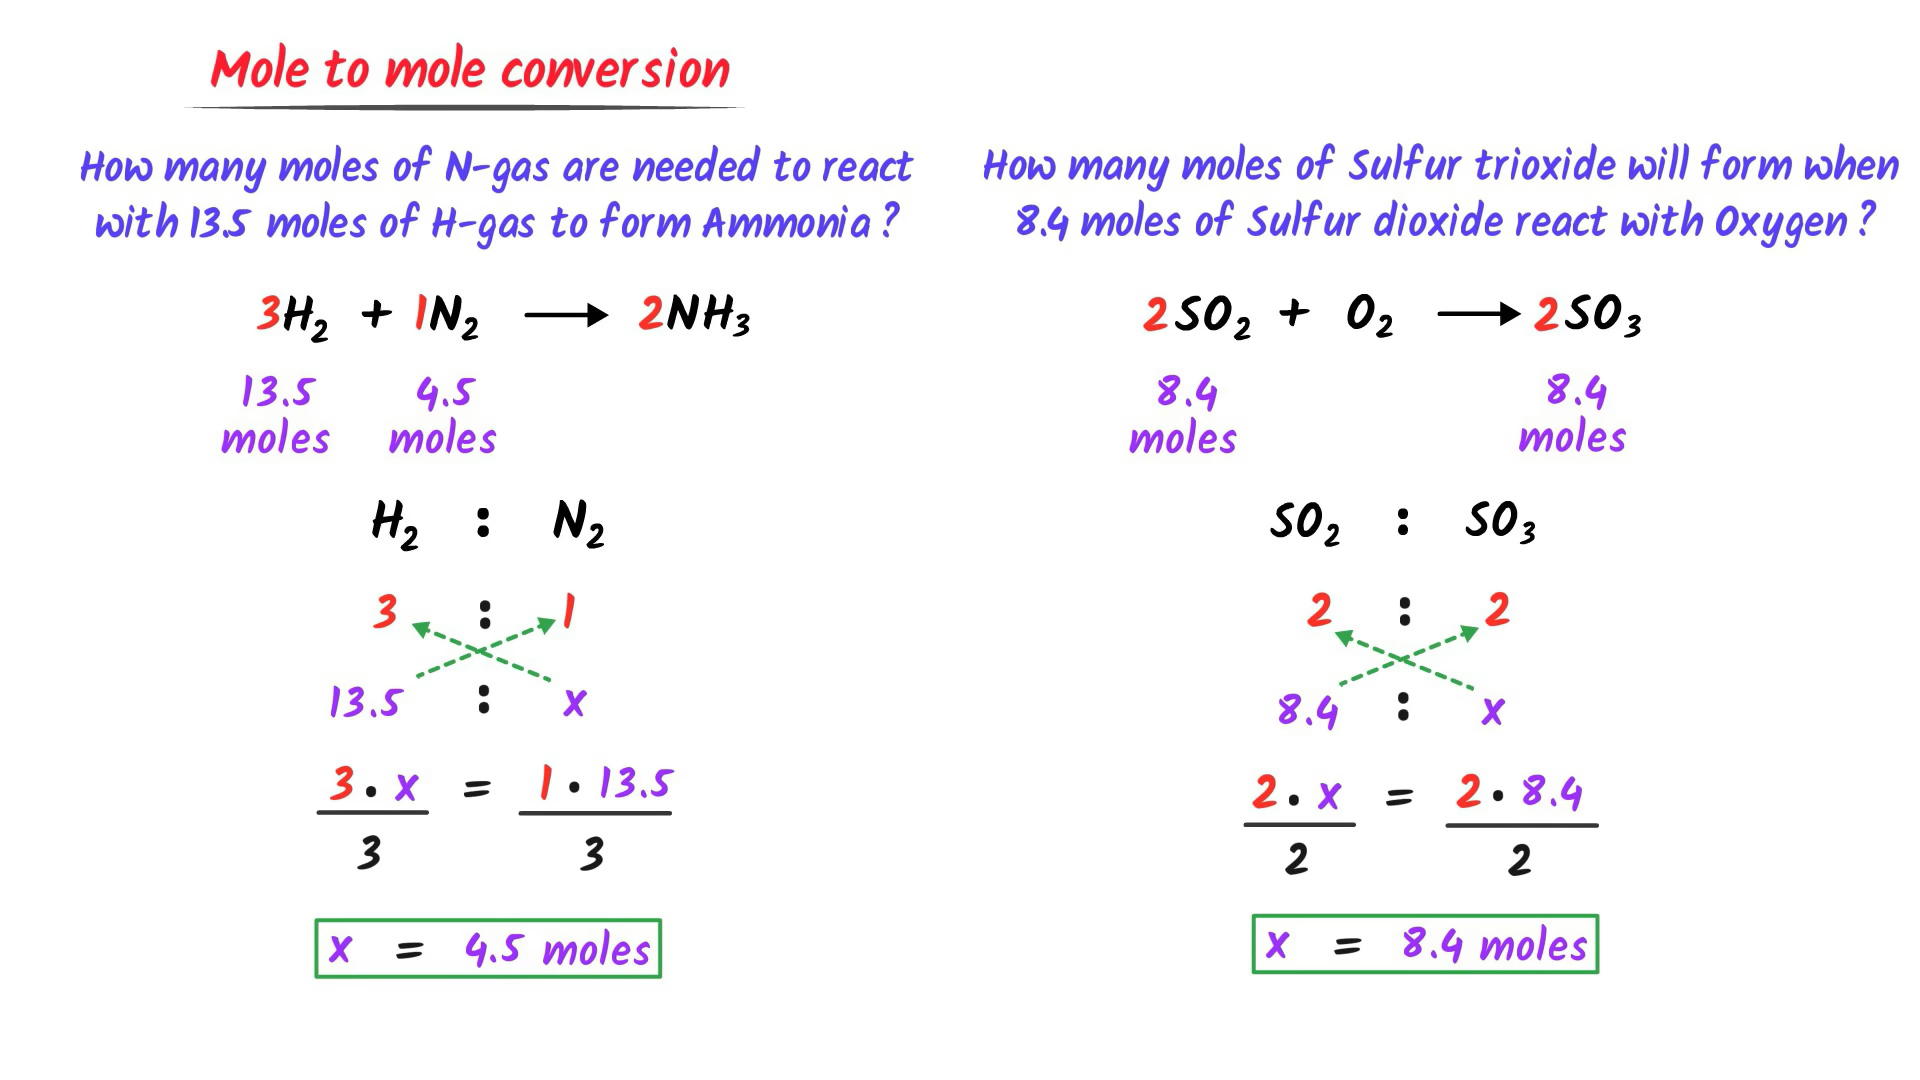 Mole to mole conversion
How many moles of N-gas are needed to react
with 13.5 moles of H-gas to form Ammonia ?
3H₂ + 1N₂ → 2NH₃
13.5 4.5
moles moles
H₂ : N₂
3 : 1
13.5 : x
3 · x = 1 · 13.5
3 3
x = 4.5 moles
How many moles of Sulfur trioxide will form when
8.4 moles of Sulfur dioxide react with Oxygen ?
2SO₂ + O₂ → 2SO₃
8.4 8.4
moles moles
SO₂ : SO₃
2 : 2
8.4 : x
2 · x = 2 · 8.4
2 2
x = 8.4 moles